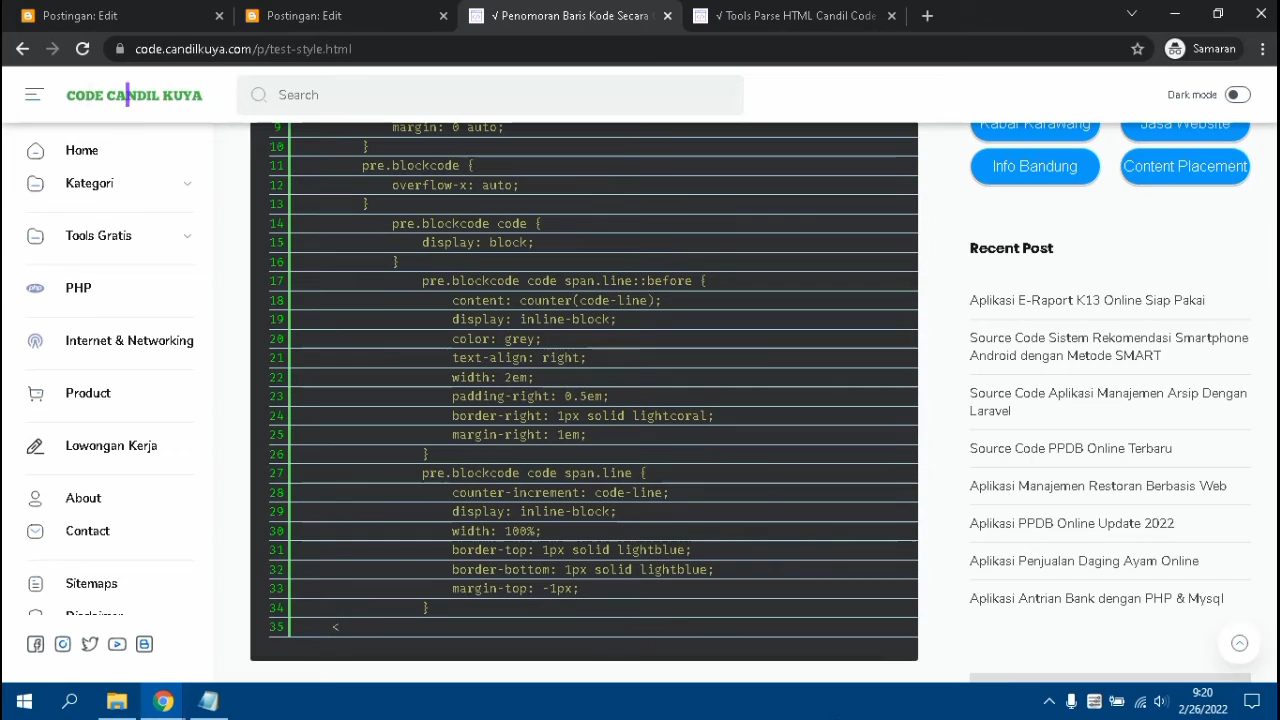 Postingan: Edit
Postingan: Edit
√ Penomoran Baris Kode Secara
√ Tools Parse HTML Candil Code
code.candilkuya.com/p/test-style.html
Samaran
CODE CANDIL KUYA
Search
Dark mode
Home
Kategori
Tools Gratis
PHP
Internet & Networking
Product
Lowongan Kerja
About
Contact
Sitemaps
Disclaimer
9 margin: 0 auto;
10 }
11 pre.blockcode {
12 overflow-x: auto;
13 }
14 pre.blockcode code {
15 display: block;
16 }
17 pre.blockcode code span.line::before {
18 content: counter(code-line);
19 display: inline-block;
20 color: grey;
21 text-align: right;
22 width: 2em;
23 padding-right: 0.5em;
24 border-right: 1px solid lightcoral;
25 margin-right: 1em;
26 }
27 pre.blockcode code span.line {
28 counter-increment: code-line;
29 display: inline-block;
30 width: 100%;
31 border-top: 1px solid lightblue;
32 border-bottom: 1px solid lightblue;
33 margin-top: -1px;
34 }
35 <
Kabar Karawang
Jasa Website
Info Bandung
Content Placement
Recent Post
Aplikasi E-Raport K13 Online Siap Pakai
Source Code Sistem Rekomendasi Smartphone
Android dengan Metode SMART
Source Code Aplikasi Manajemen Arsip Dengan
Laravel
Source Code PPDB Online Terbaru
Aplikasi Manajemen Restoran Berbasis Web
Aplikasi PPDB Online Update 2022
Aplikasi Penjualan Daging Ayam Online
Aplikasi Antrian Bank dengan PHP & Mysql
9:20
2/26/2022